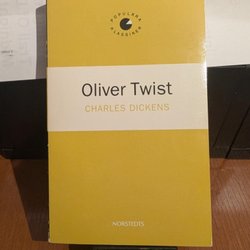 POPULÄRA
KLASSIKER
Oliver Twist
CHARLES DICKENS
NORSTEDTS